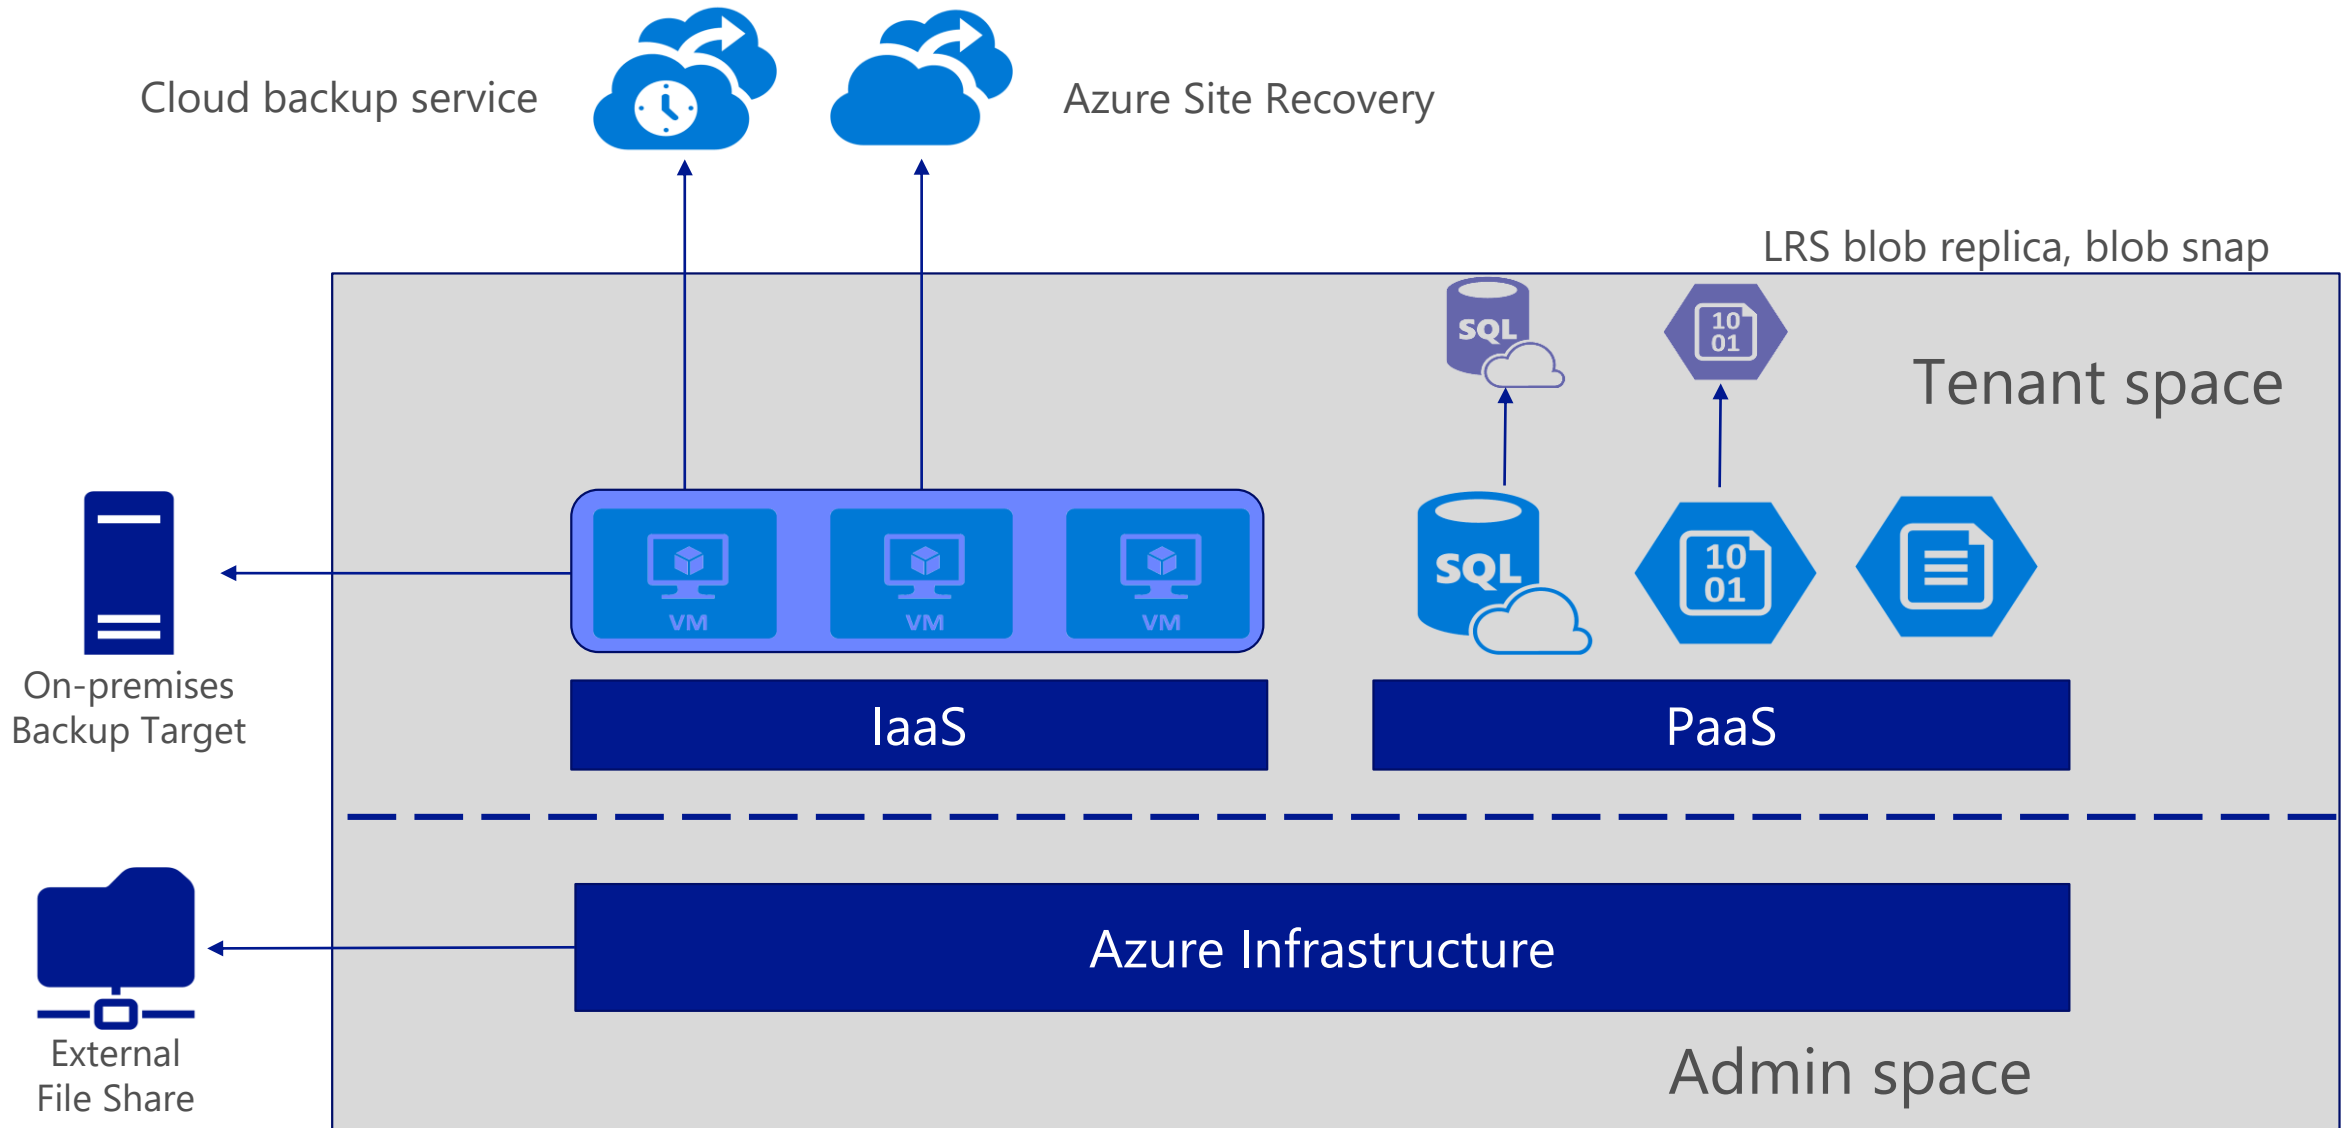 Cloud backup service
Azure Site Recovery
LRS blob replica, blob snap
SQL
10
01
Tenant space
VM
VM
VM
SQL
10
01
On-premises
Backup Target
IaaS
PaaS
Azure Infrastructure
External
File Share
Admin space